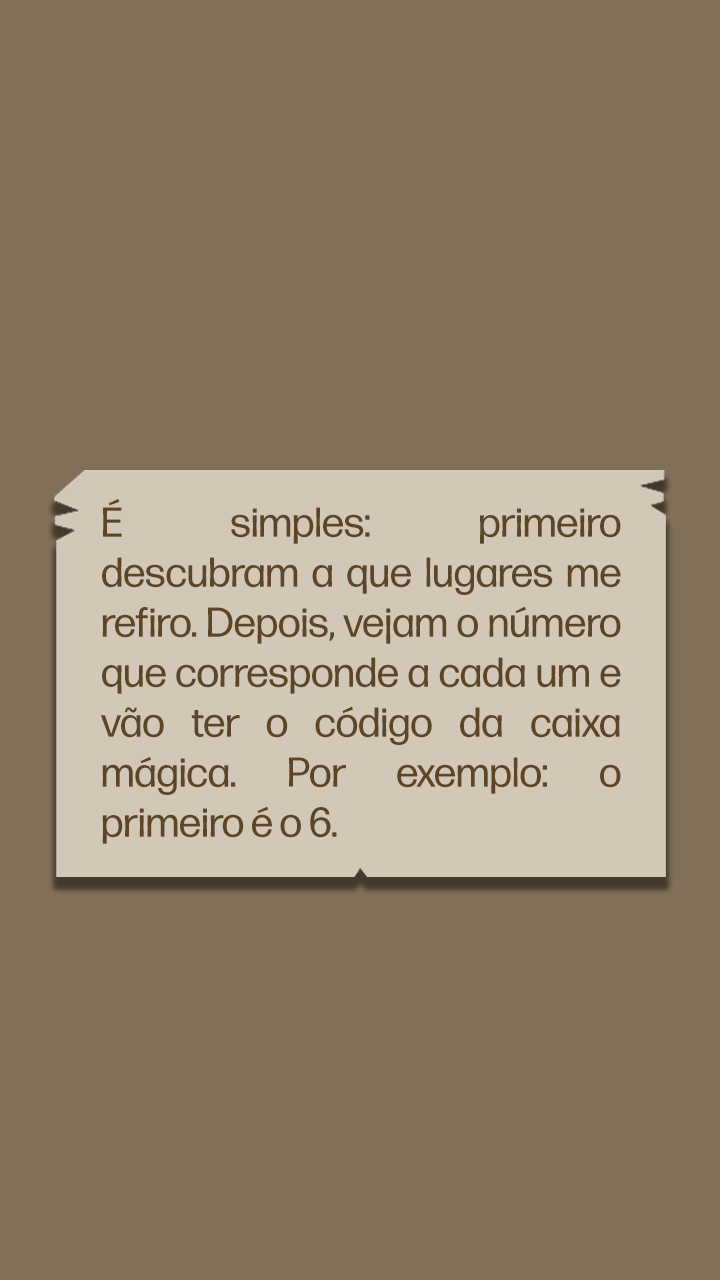 É simples: primeiro
descubram a que lugares me
refiro. Depois, vejam o número
que corresponde a cada um e
vão ter o código da caixa
mágica. Por exemplo: o
primeiro é o 6.